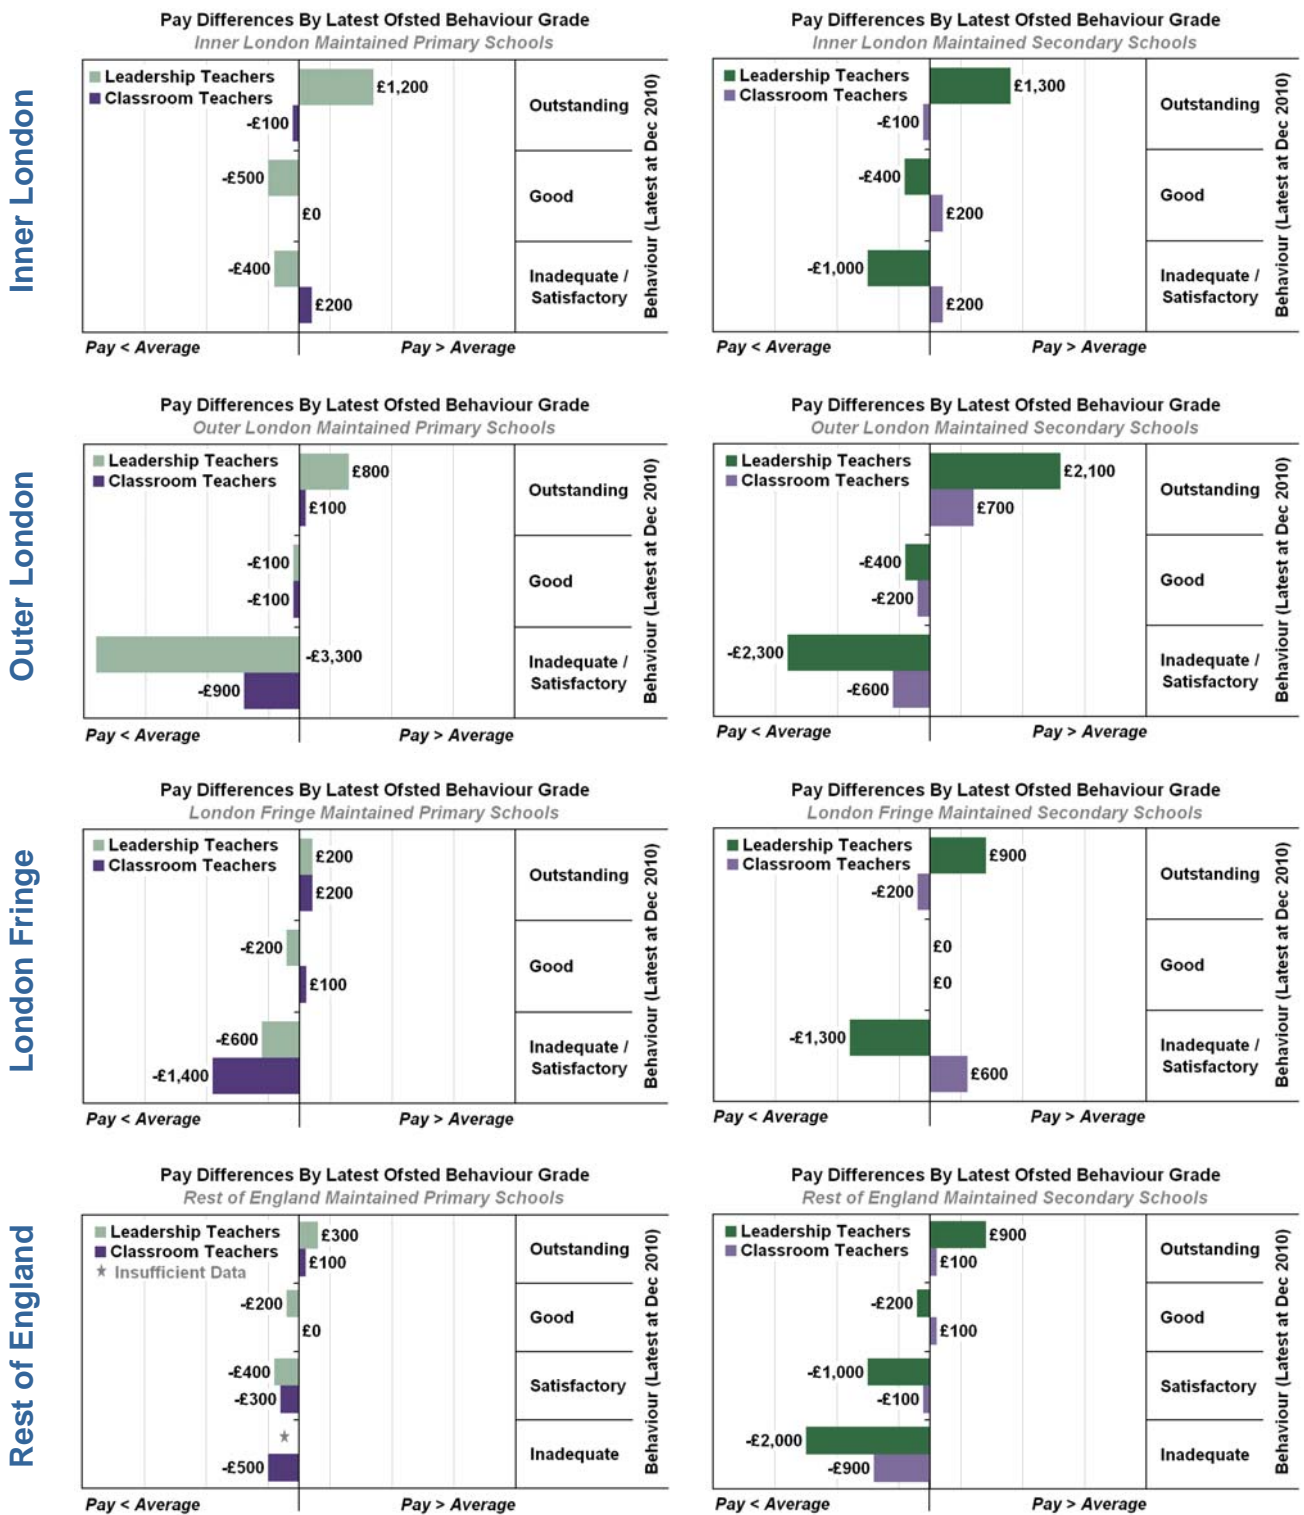 Inner London
Pay Differences By Latest Ofsted Behaviour Grade
Inner London Maintained Primary Schools
Leadership Teachers
Classroom Teachers
£1,200
-£100
-£500
£0
-£400
£200
Outstanding
Good
Inadequate /
Satisfactory
Behaviour (Latest at Dec 2010)
Pay < Average
Pay > Average
Pay Differences By Latest Ofsted Behaviour Grade
Inner London Maintained Secondary Schools
Leadership Teachers
Classroom Teachers
£1,300
-£100
-£400
£200
-£1,000
£200
Outstanding
Good
Inadequate /
Satisfactory
Behaviour (Latest at Dec 2010)
Pay < Average
Pay > Average
Outer London
Pay Differences By Latest Ofsted Behaviour Grade
Outer London Maintained Primary Schools
Leadership Teachers
Classroom Teachers
£800
£100
-£100
-£100
-£3,300
-£900
Outstanding
Good
Inadequate /
Satisfactory
Behaviour (Latest at Dec 2010)
Pay < Average
Pay > Average
Pay Differences By Latest Ofsted Behaviour Grade
Outer London Maintained Secondary Schools
Leadership Teachers
Classroom Teachers
£2,100
£700
-£400
-£200
-£2,300
-£600
Outstanding
Good
Inadequate /
Satisfactory
Behaviour (Latest at Dec 2010)
Pay < Average
Pay > Average
London Fringe
Pay Differences By Latest Ofsted Behaviour Grade
London Fringe Maintained Primary Schools
Leadership Teachers
Classroom Teachers
£200
£200
-£200
£100
-£600
-£1,400
Outstanding
Good
Inadequate /
Satisfactory
Behaviour (Latest at Dec 2010)
Pay < Average
Pay > Average
Pay Differences By Latest Ofsted Behaviour Grade
London Fringe Maintained Secondary Schools
Leadership Teachers
Classroom Teachers
£900
-£200
£0
£0
-£1,300
£600
Outstanding
Good
Inadequate /
Satisfactory
Behaviour (Latest at Dec 2010)
Pay < Average
Pay > Average
Rest of England
Pay Differences By Latest Ofsted Behaviour Grade
Rest of England Maintained Primary Schools
Leadership Teachers
Classroom Teachers
Insufficient Data
£300
£100
-£200
£0
-£400
-£300
-£500
Outstanding
Good
Satisfactory
Inadequate
Behaviour (Latest at Dec 2010)
Pay < Average
Pay > Average
Pay Differences By Latest Ofsted Behaviour Grade
Rest of England Maintained Secondary Schools
Leadership Teachers
Classroom Teachers
£900
£100
-£200
£100
-£1,000
-£100
-£2,000
-£900
Outstanding
Good
Satisfactory
Inadequate
Behaviour (Latest at Dec 2010)
Pay < Average
Pay > Average